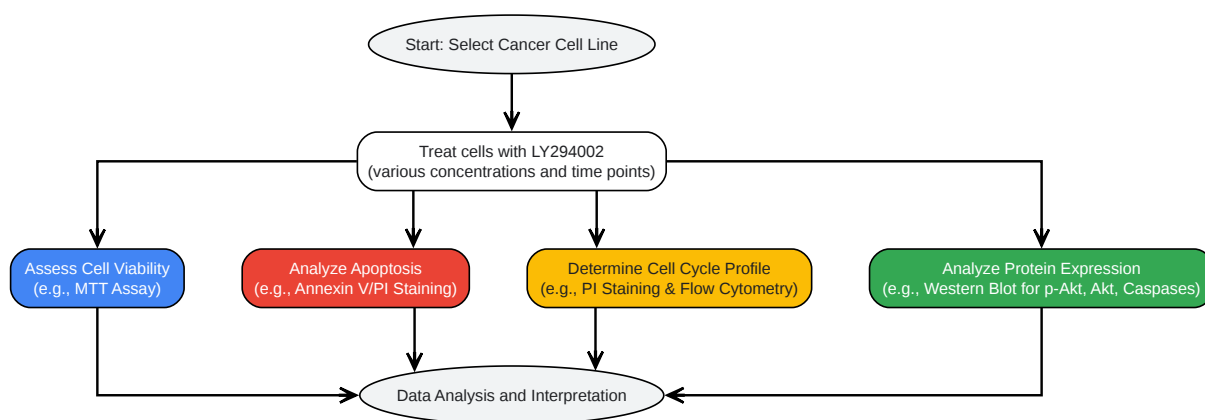 Start: Select Cancer Cell Line
Treat cells with LY294002
(various concentrations and time points)
Assess Cell Viability
(e.g., MTT Assay)
Analyze Apoptosis
(e.g., Annexin V/PI Staining)
Determine Cell Cycle Profile
(e.g., PI Staining & Flow Cytometry)
Analyze Protein Expression
(e.g., Western Blot for p-Akt, Akt, Caspases)
Data Analysis and Interpretation